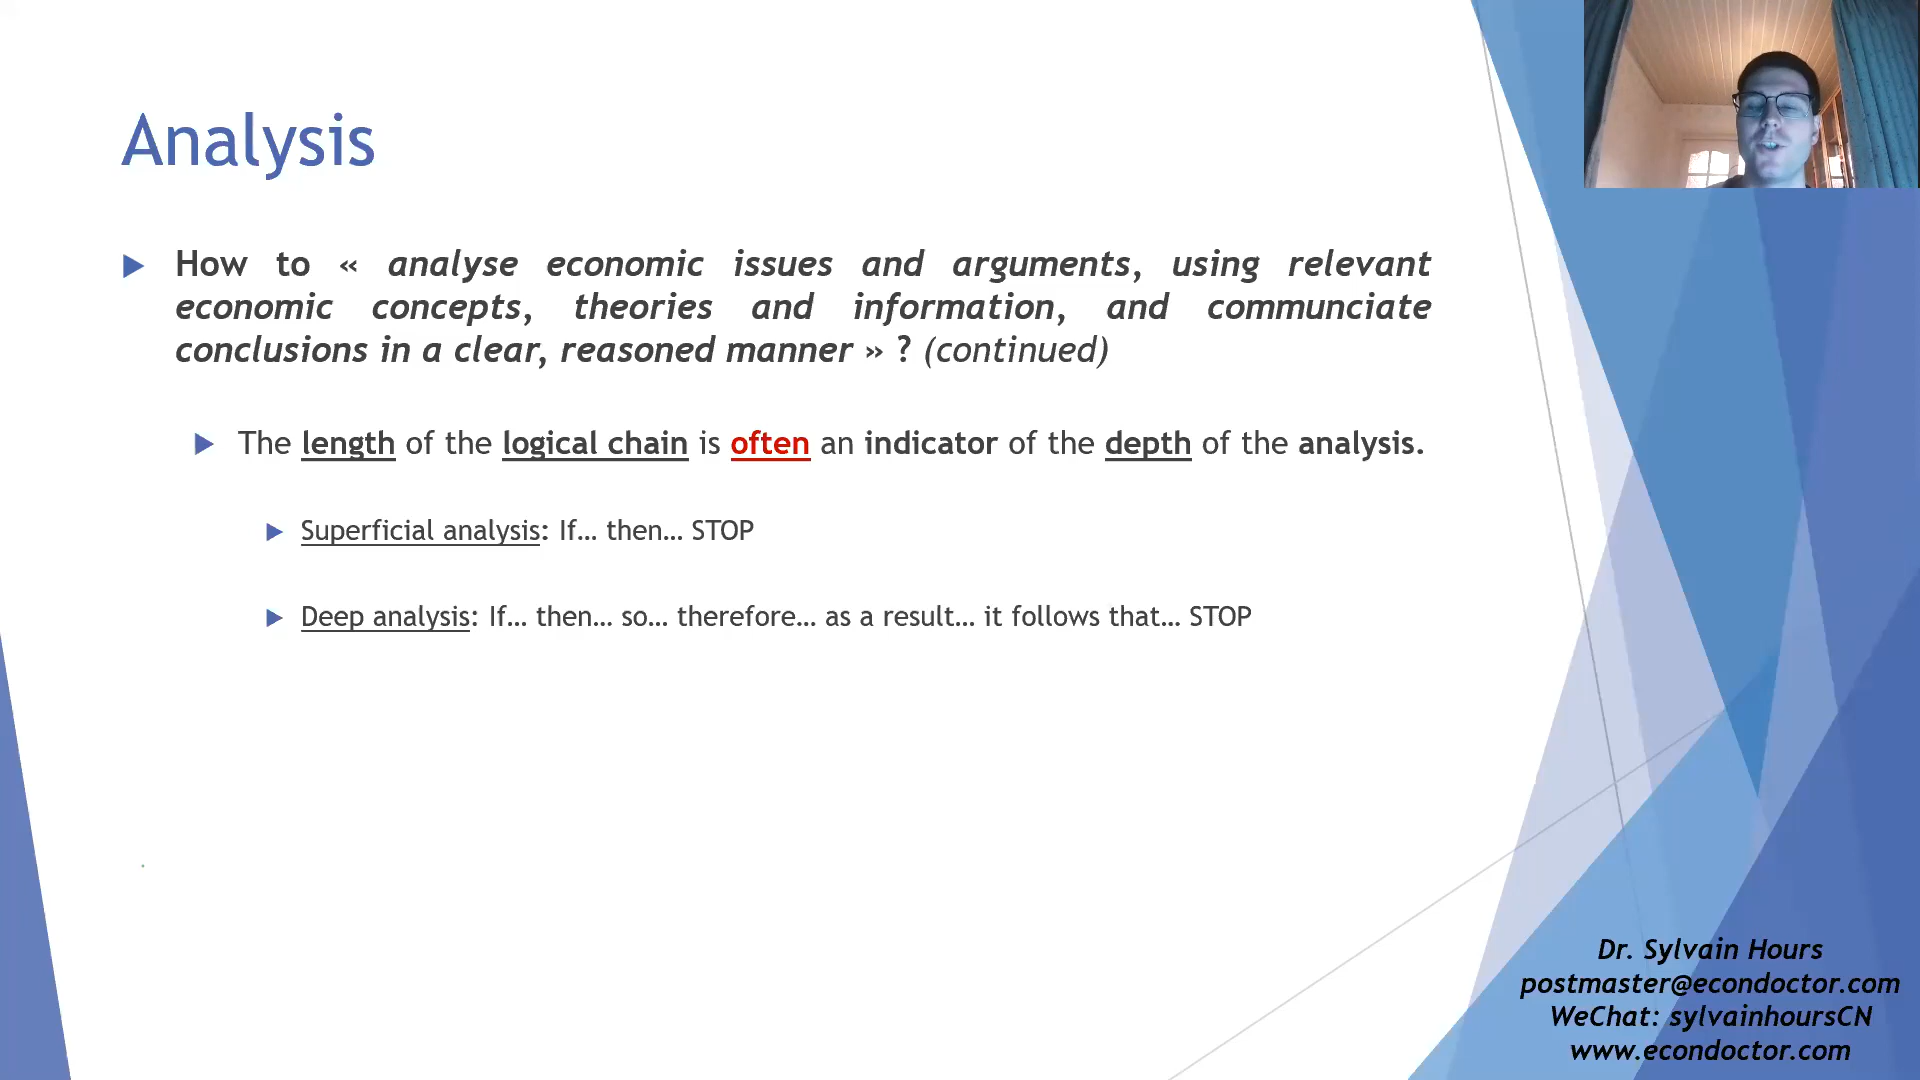 Analysis
How to « analyse economic issues and arguments, using relevant
economic concepts, theories and information, and communciate
conclusions in a clear, reasoned manner » ? (continued)
The length of the logical chain is often an indicator of the depth of the analysis.
Superficial analysis: If… then… STOP
Deep analysis: If… then… so… therefore… as a result… it follows that… STOP
Dr. Sylvain Hours
postmaster@econdoctor.com
WeChat: sylvainhoursCN
www.econdoctor.com